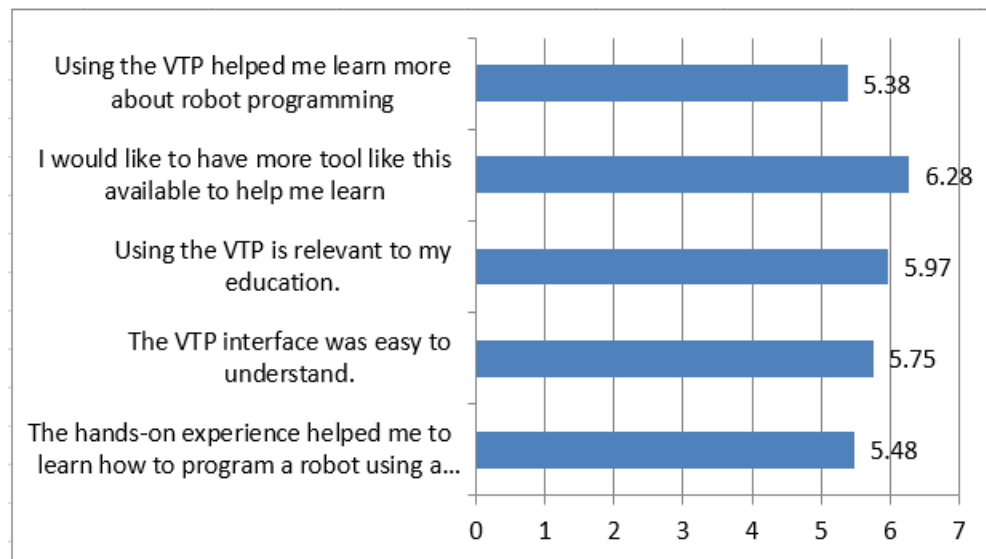 Using the VTP helped me learn more
about robot programming
5.38
I would like to have more tool like this
available to help me learn
6.28
Using the VTP is relevant to my
education.
5.97
The VTP interface was easy to
understand.
5.75
The hands-on experience helped me to
learn how to program a robot using a...
5.48
0 1 2 3 4 5 6 7